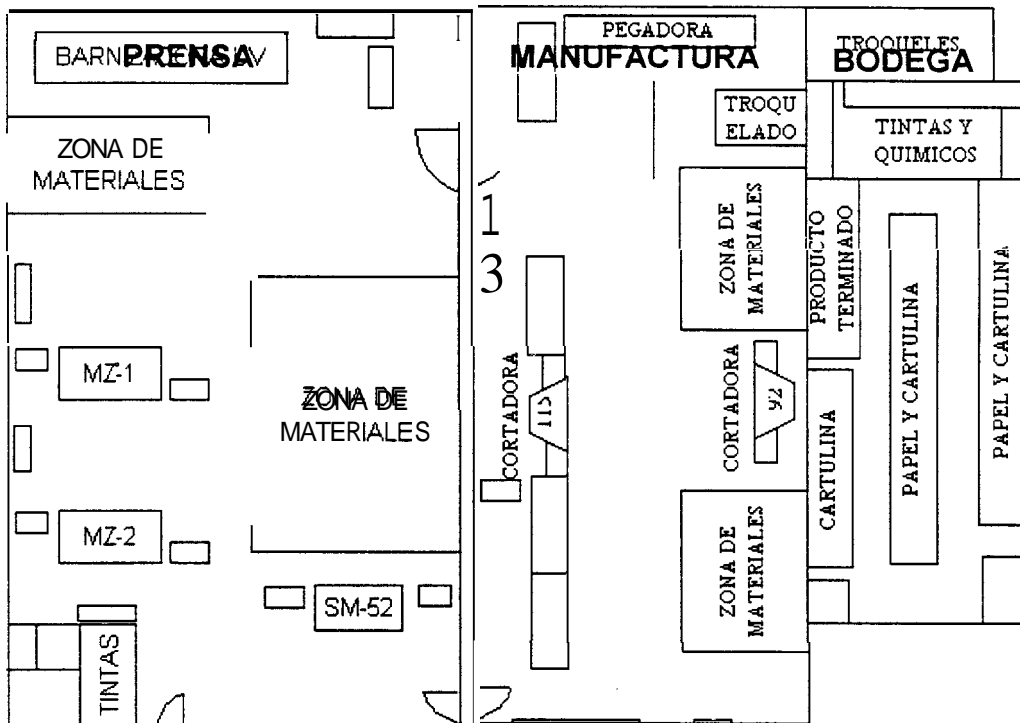 PRENSA
MANUFACTURA
BODEGA
PEGADORA
TROQUELES
TROQU
ELADO
TINTAS Y
QUIMICOS
ZONA DE
MATERIALES
1
3
ZONA DE
MATERIALES
PRODUCTO
TERMINADO
PAPEL Y CARTULINA
PAPEL Y CARTULINA
MZ-1
ZONA DE
MATERIALES
CORTADORA
115
CORTADORA
92
CARTULINA
MZ-2
SM-52
ZONA DE
MATERIALES
TINTAS